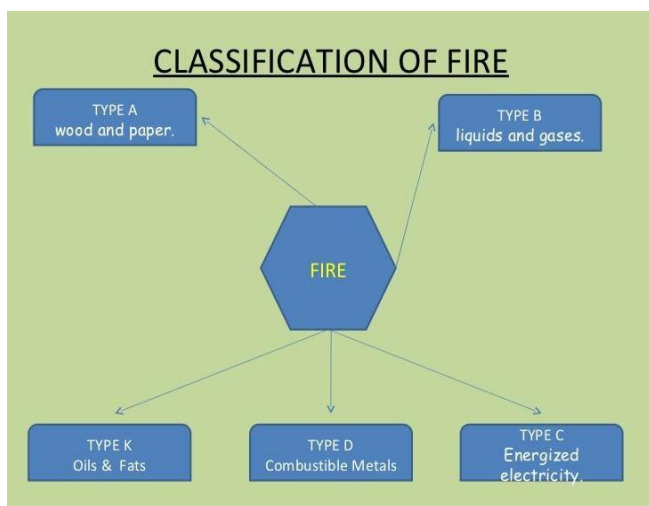 CLASSIFICATION OF FIRE
TYPE A
wood and paper.
TYPE B
liquids and gases.
FIRE
TYPE K
Oils & Fats
TYPE D
Combustible Metals
TYPE C
Energized
electricity.